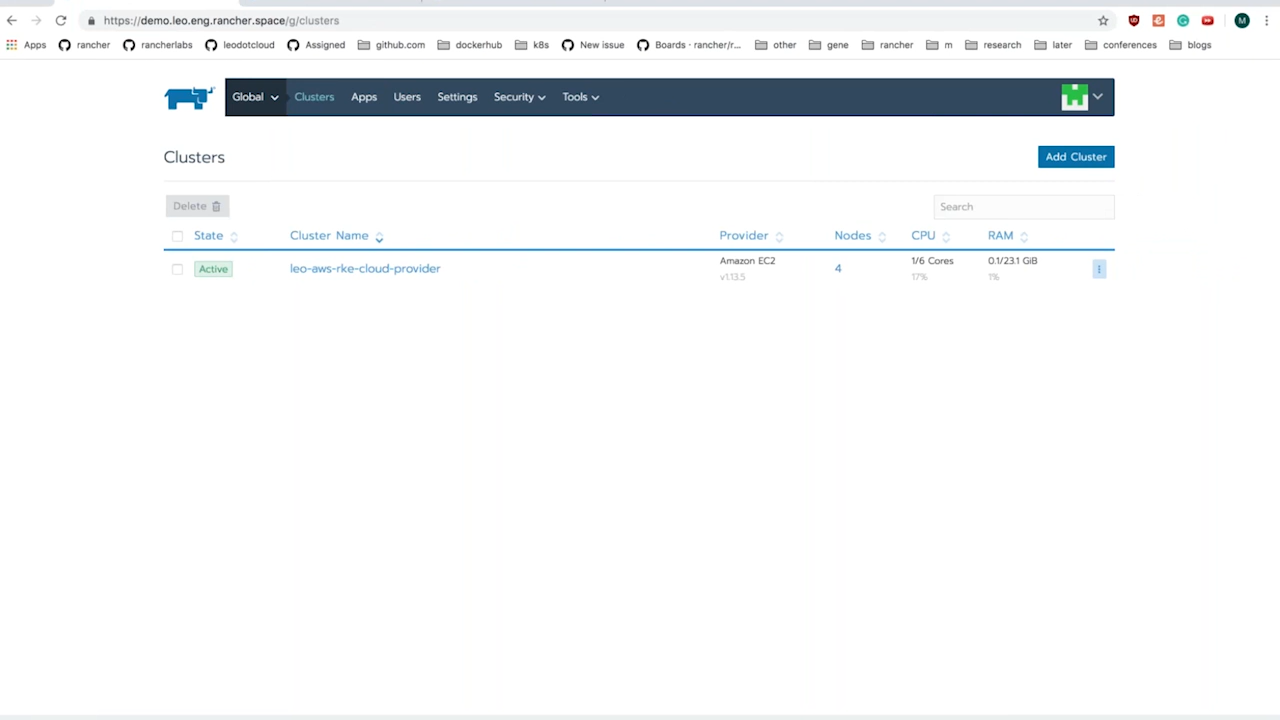 https://demo.leo.eng.rancher.space/g/clusters
M
Apps rancher rancherlabs leodotcloud Assigned github.com dockerhub k8s New issue Boards · rancher/r... other gene rancher m research later conferences blogs
Global Clusters Apps Users Settings Security Tools
Clusters
Add Cluster
Delete
Search
State Cluster Name Provider Nodes CPU RAM
Active leo-aws-rke-cloud-provider Amazon EC2 4 1/6 Cores 0.1/23.1 GiB
v1.13.5 17% 1%